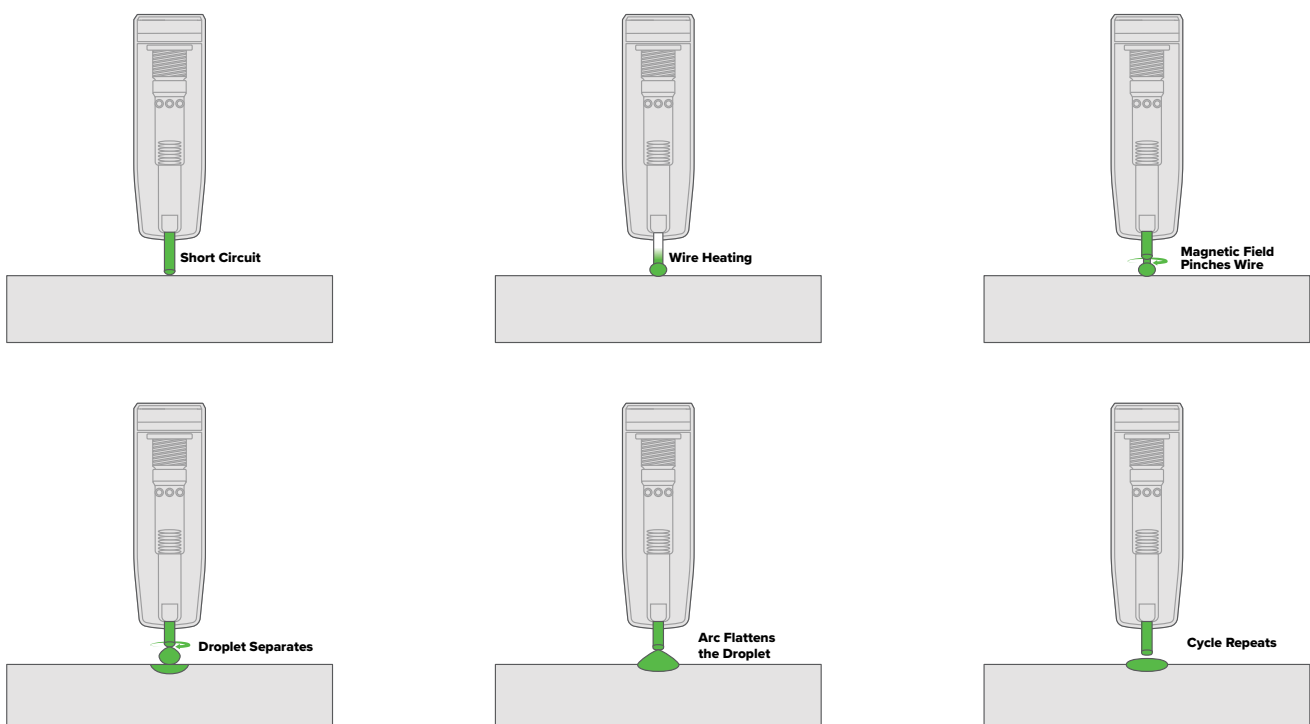 Short Circuit
Wire Heating
Magnetic Field
Pinches Wire
Droplet Separates
Arc Flattens
the Droplet
Cycle Repeats